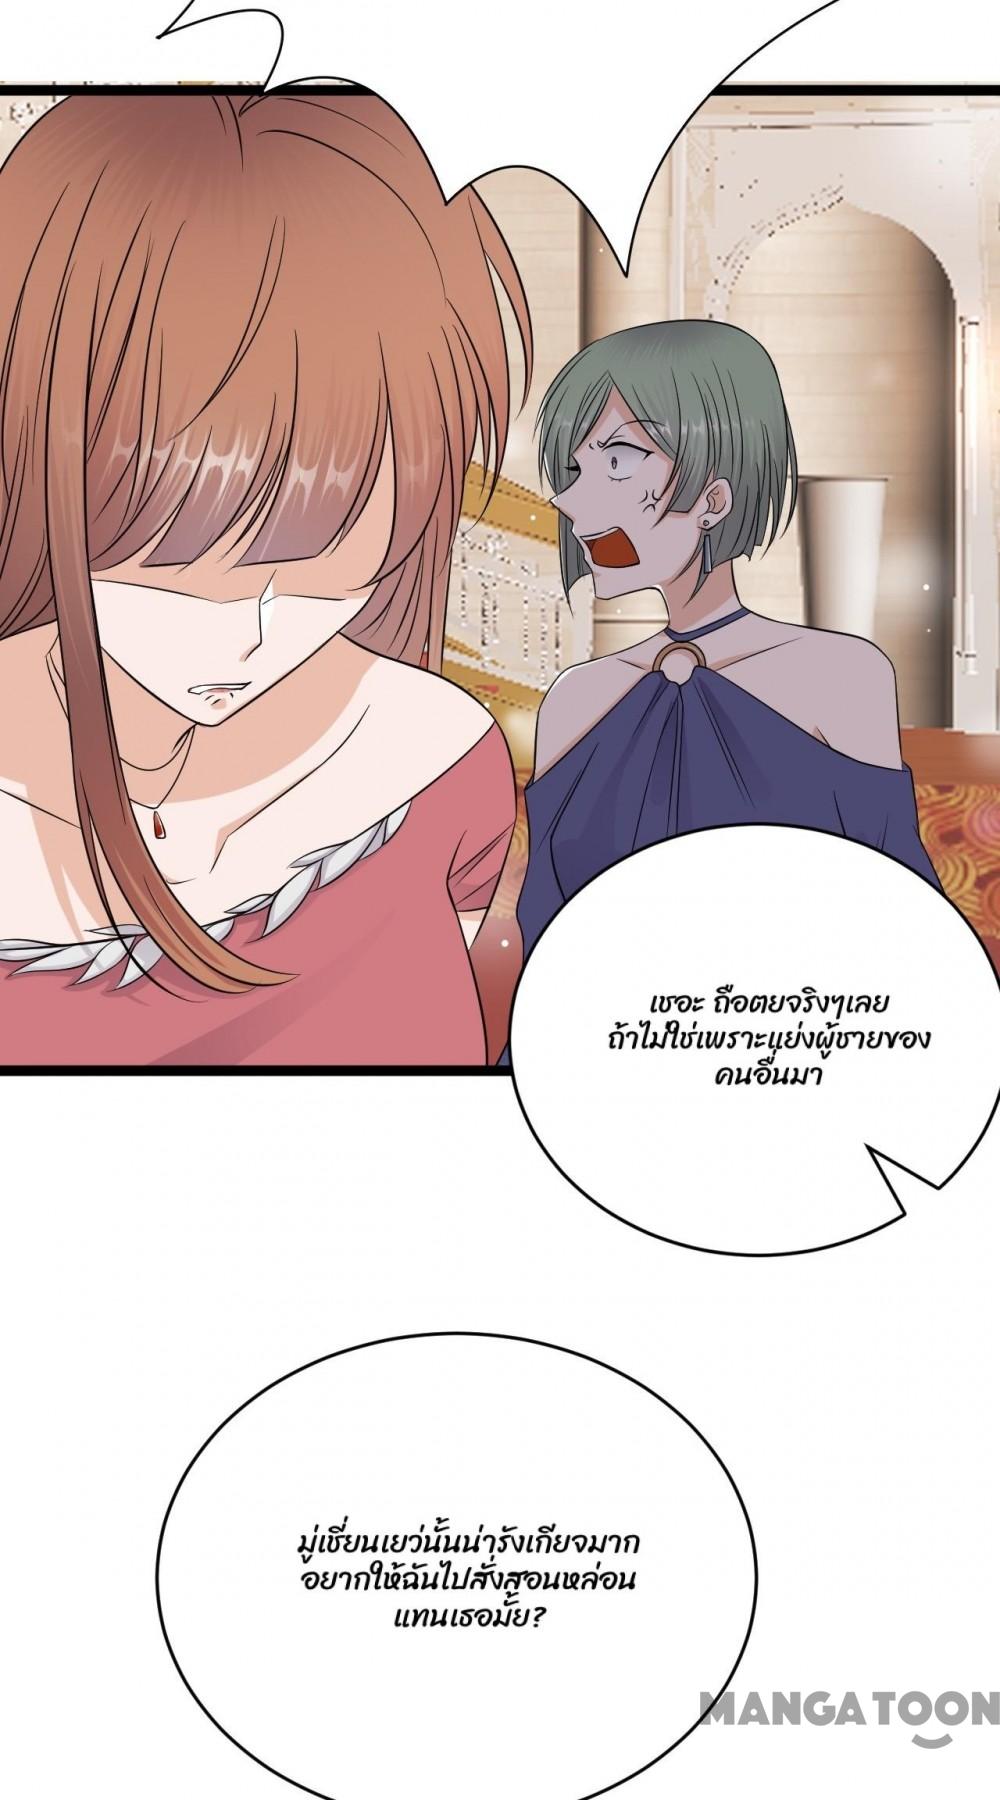 เชอะ ถือตยจริงๆเลย
ถ้าไม่ใช่เพราะแย่งผู้ชายของ
คนอื่นมา
มู่เชี่ยนเยว่นั้นน่ารังเกียจมาก
อยากให้ฉันไปสั่งสอนหล่อน
แทนเธอมั้ย?
MANGATOON